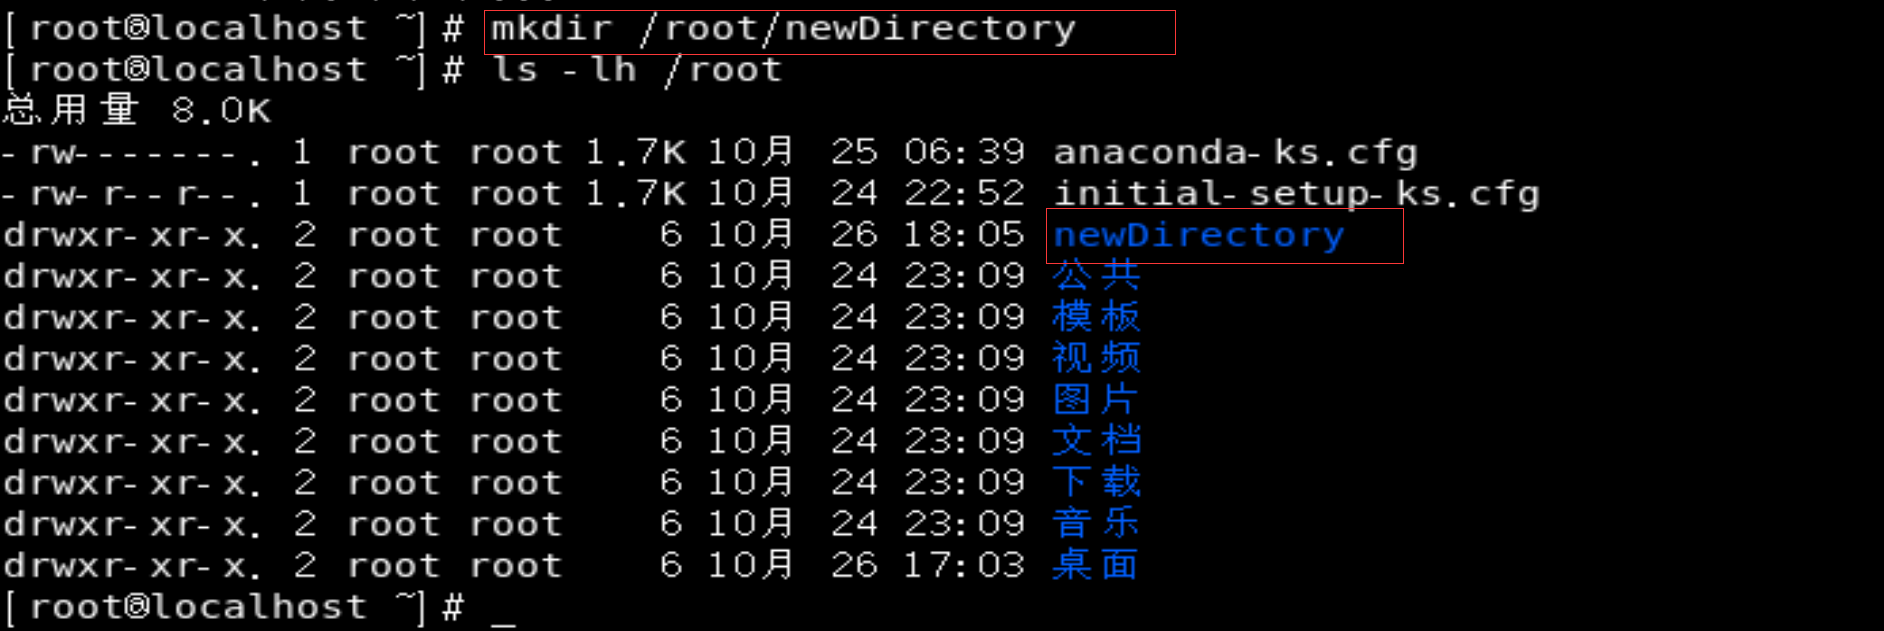 [root@localhost ~]# mkdir /root/newDirectory
[root@localhost ~]# ls -lh /root
总用量 8.0K
-rw-------. 1 root root 1.7K 10月 25 06:39 anaconda-ks.cfg
-rw-r--r--. 1 root root 1.7K 10月 24 22:52 initial-setup-ks.cfg
drwxr-xr-x. 2 root root 6 10月 26 18:05 newDirectory
drwxr-xr-x. 2 root root 6 10月 24 23:09 公共
drwxr-xr-x. 2 root root 6 10月 24 23:09 模板
drwxr-xr-x. 2 root root 6 10月 24 23:09 视频
drwxr-xr-x. 2 root root 6 10月 24 23:09 图片
drwxr-xr-x. 2 root root 6 10月 24 23:09 文档
drwxr-xr-x. 2 root root 6 10月 24 23:09 下载
drwxr-xr-x. 2 root root 6 10月 24 23:09 音乐
drwxr-xr-x. 2 root root 6 10月 26 17:03 桌面
[root@localhost ~]# _